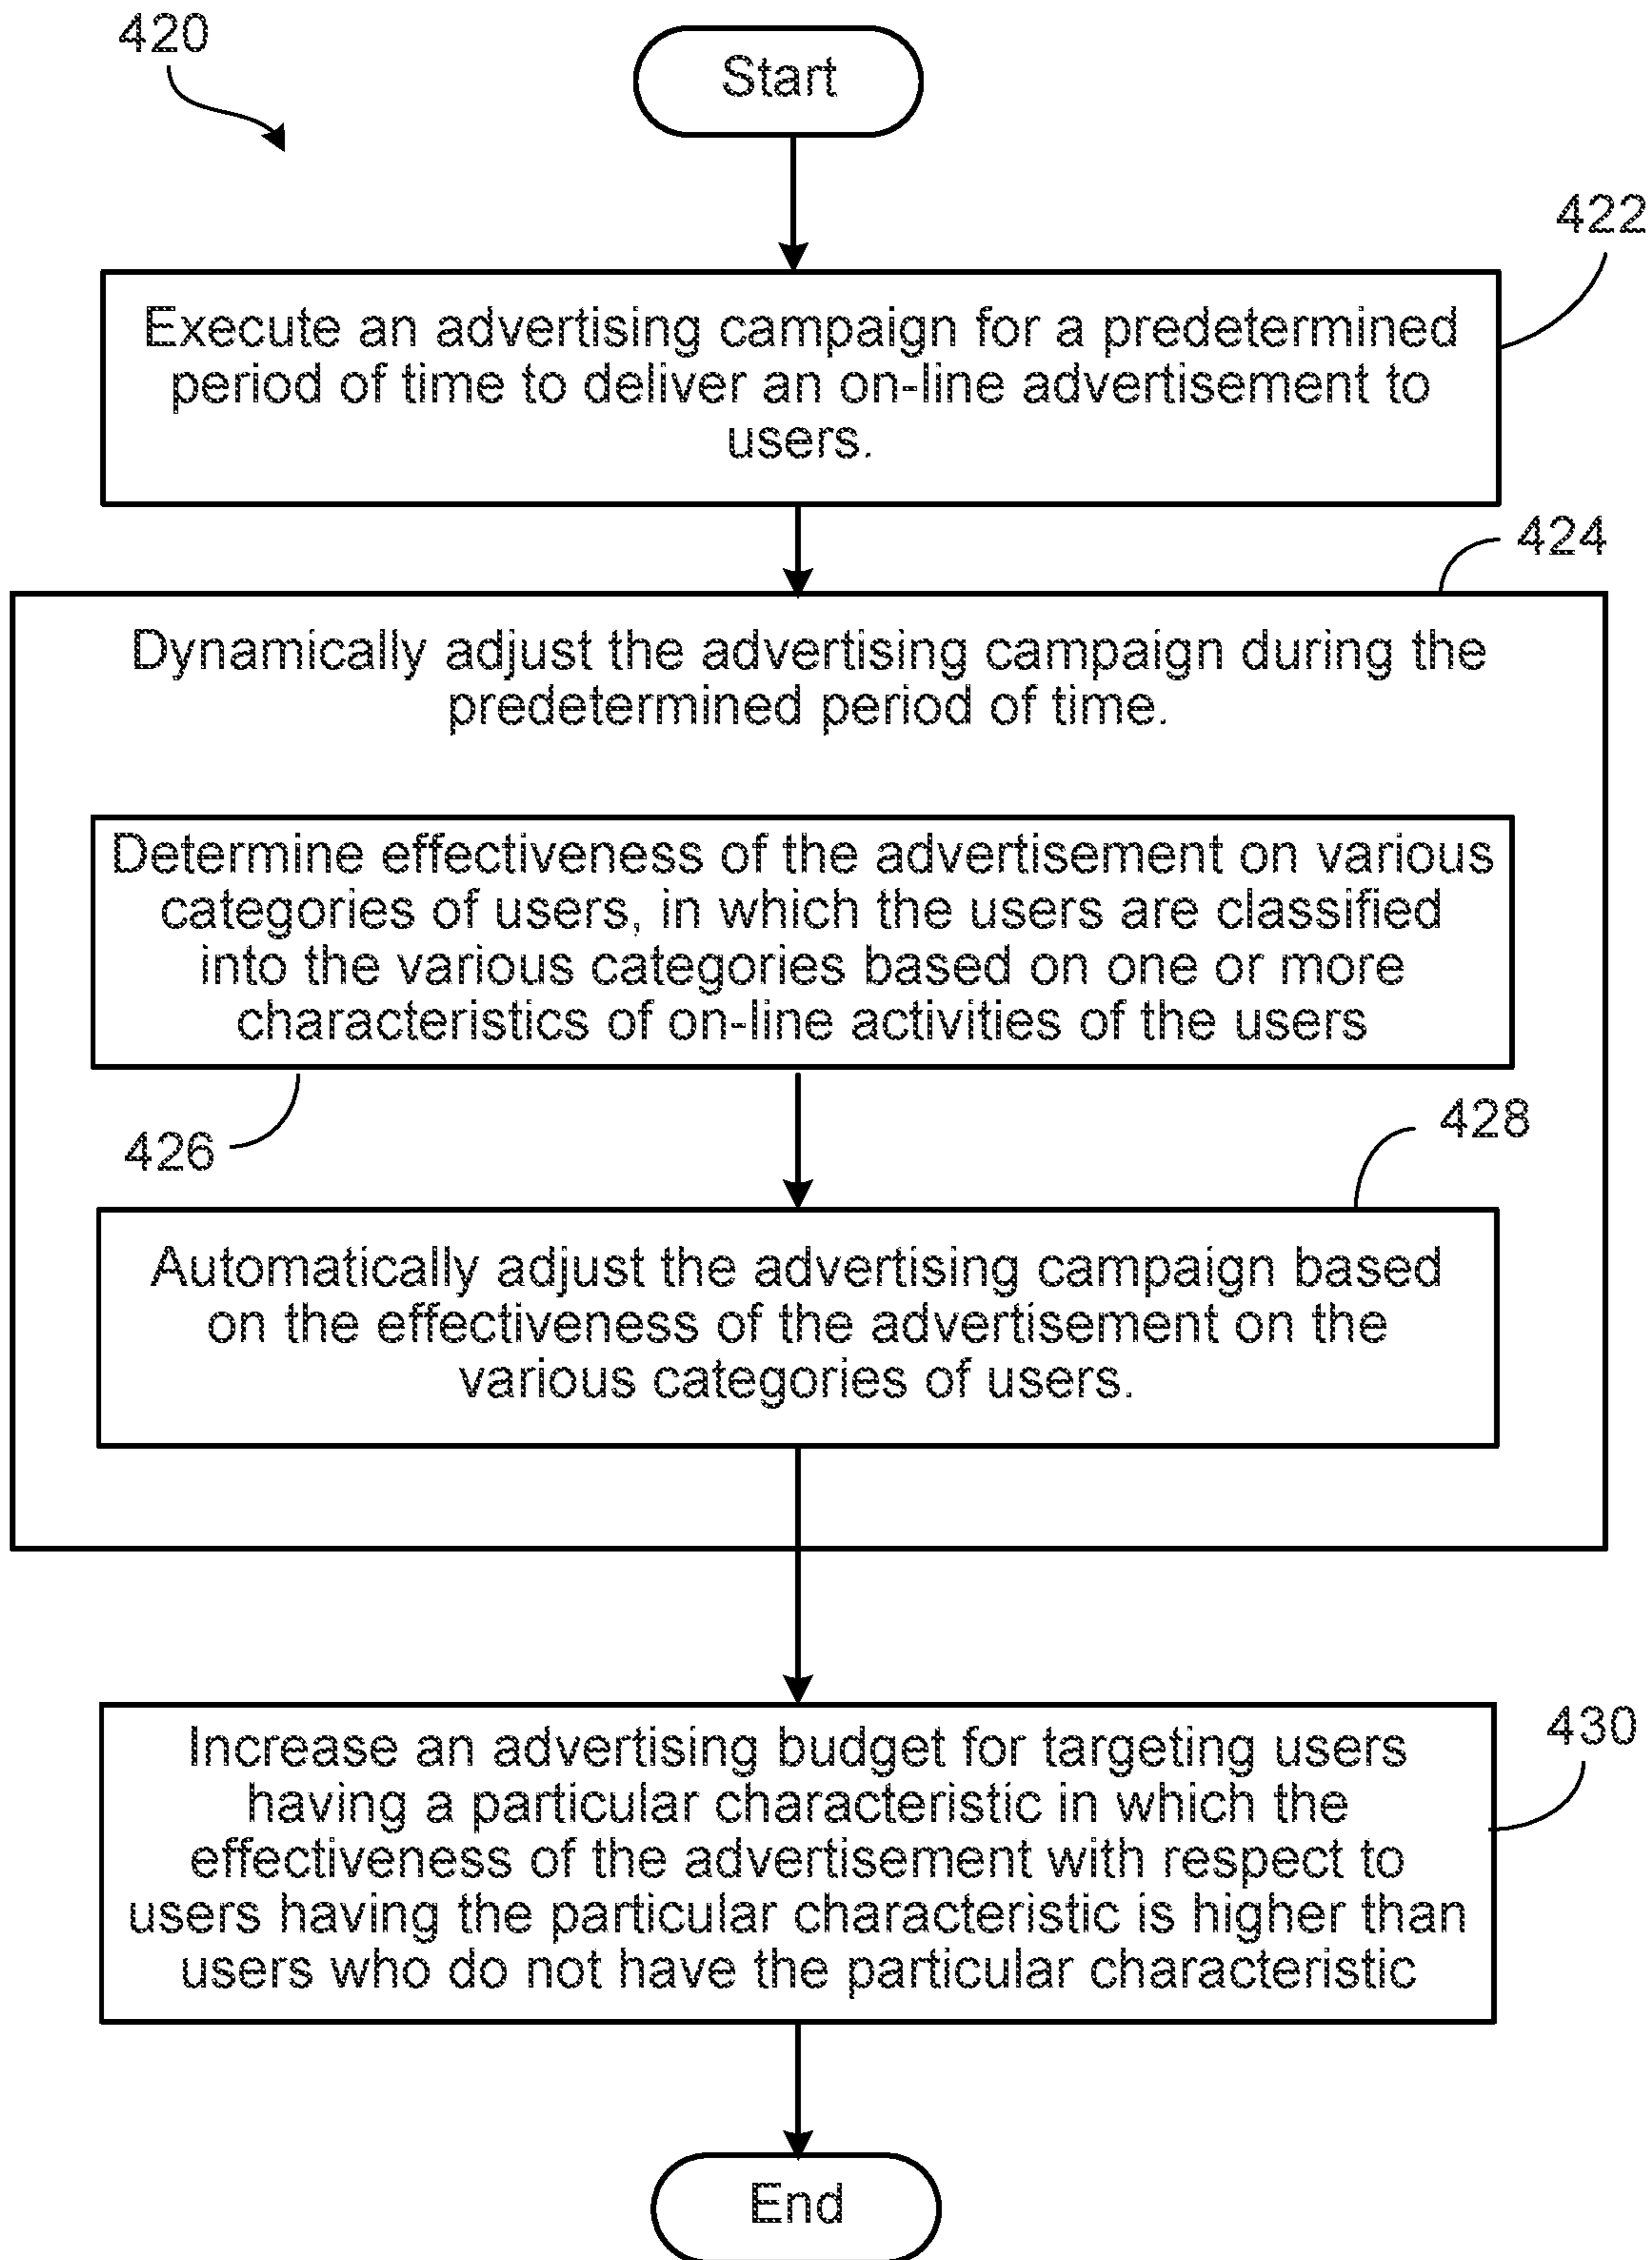 420
Start
422
Execute an advertising campaign for a predetermined
period of time to deliver an on-line advertisement to
users.
424
Dynamically adjust the advertising campaign during the
predetermined period of time.
Determine effectiveness of the advertisement on various
categories of users, in which the users are classified
into the various categories based on one or more
characteristics of on-line activities of the users
426
428
Automatically adjust the advertising campaign based
on the effectiveness of the advertisement on the
various categories of users.
430
Increase an advertising budget for targeting users
having a particular characteristic in which the
effectiveness of the advertisement with respect to
users having the particular characteristic is higher than
users who do not have the particular characteristic
End